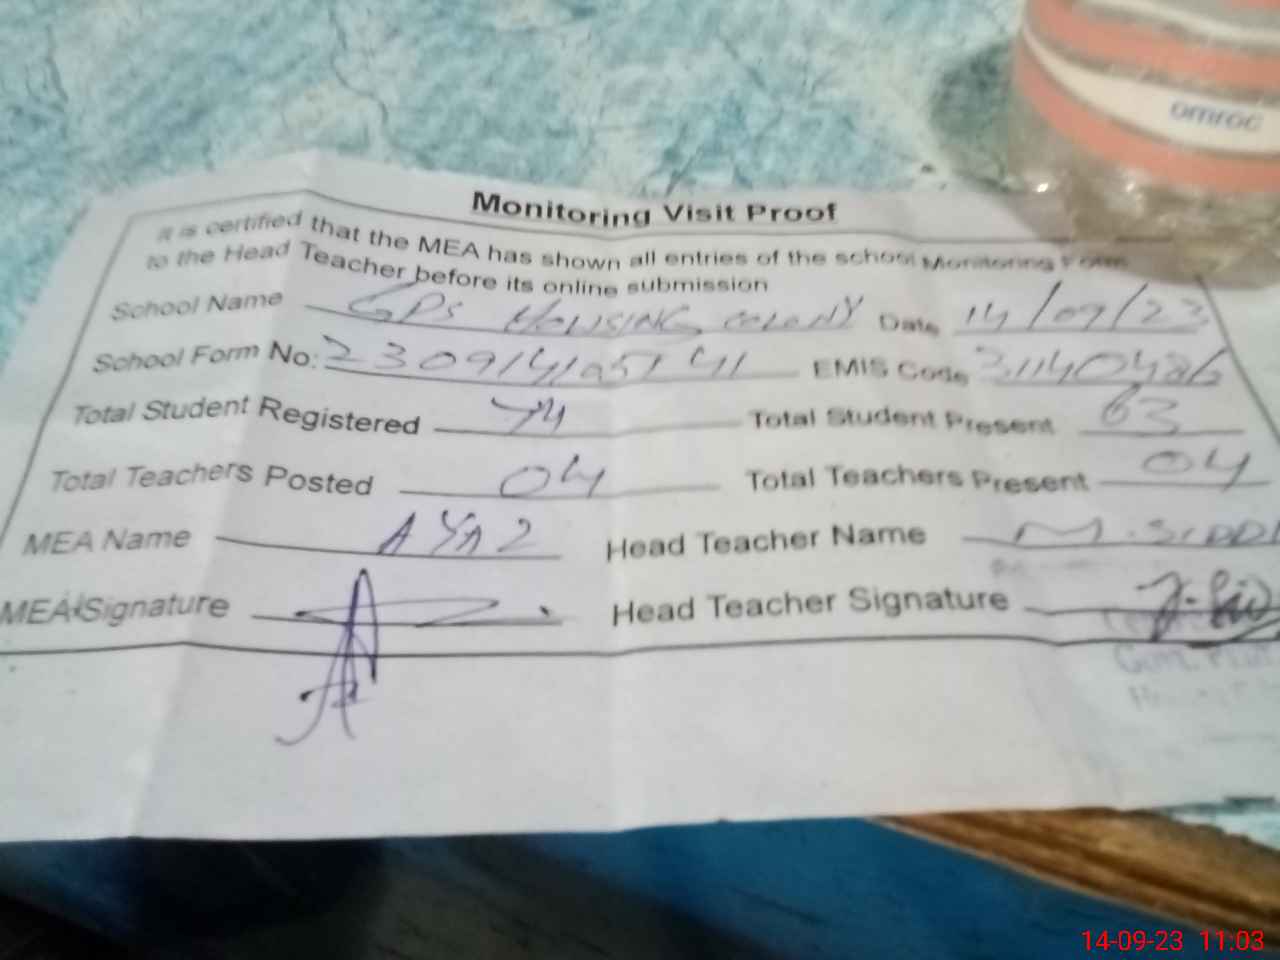 omroc
Monitoring Visit Proof
It is certified that the MEA has shown all entries of the school Monitoring Form
to the Head Teacher before its online submission
School Name GPS HOUSING COLONY Date 14/09/23
School Form No: EMIS Code
Total Student Registered 74 Total Student Present 63
Total Teachers Posted 04 Total Teachers Present 04
MEA Name AYAZ Head Teacher Name M. SIDDI
MEA Signature Head Teacher Signature
14-09-23 11:03